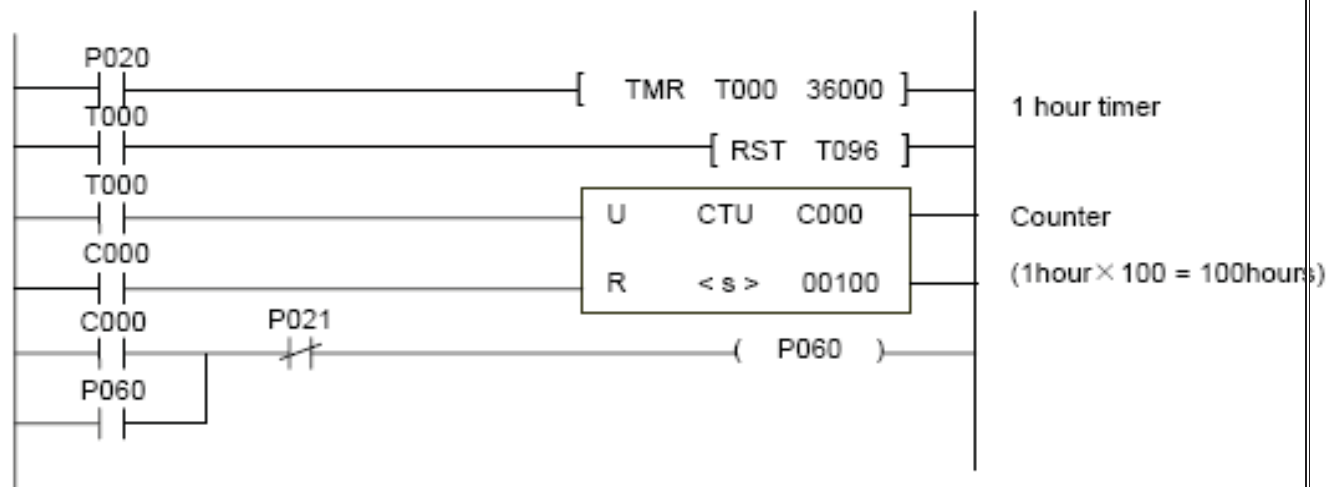 P020
TMR T000 36000
1 hour timer
T000
RST T096
T000
U CTU C000
Counter
C000
R < s > 00100
(1hour× 100 = 100hours)
C000
P021
( P060 )
P060